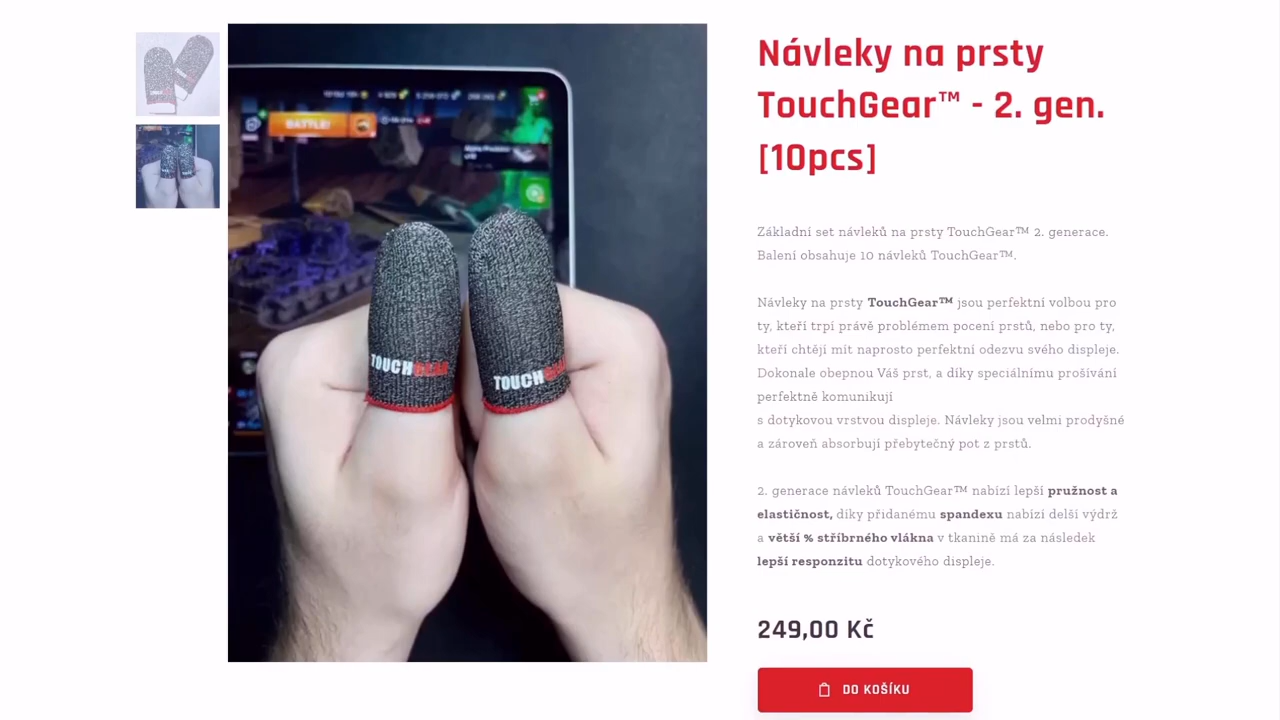 Návleky na prsty
TouchGear™ - 2. gen.
[10pcs]
Základní set návleků na prsty TouchGear™ 2. generace.
Balení obsahuje 10 návleků TouchGear™.
Návleky na prsty TouchGear™ jsou perfektní volbou pro
ty, kteří trpí právě problémem pocení prstů, nebo pro ty,
kteří chtějí mít naprosto perfektní odezvu svého displeje.
Dokonale obepnou Váš prst, a díky speciálnímu prošívání
perfektně komunikují
s dotykovou vrstvou displeje. Návleky jsou velmi prodyšné
a zároveň absorbují přebytečný pot z prstů.
2. generace návleků TouchGear™ nabízí lepší pružnost a
elastičnost, díky přidanému spandexu nabízí delší výdrž
a větší % stříbrného vlákna v tkanině má za následek
lepší responzitu dotykového displeje.
249,00 Kč
DO KOŠÍKU
BATTLE!
TOUCHGEAR
TOUCHGEAR